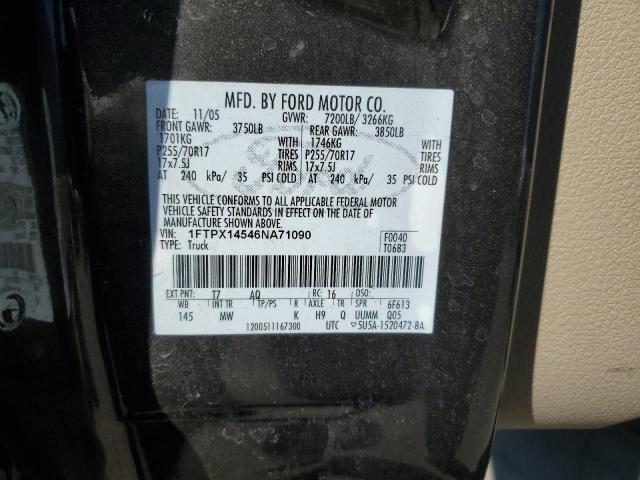 MFD. BY FORD MOTOR CO.
DATE: 11/05 GVWR: 7200LB/ 3266KG
FRONT GAWR: 3750LB REAR GAWR: 3850LB
1701KG WITH 1746KG WITH
P255/70R17 TIRES P255/70R17 TIRES
17x7.5J RIMS 17x7.5J RIMS
AT 240 kPa/ 35 PSI COLD AT 240 kPa/ 35 PSI COLD
THIS VEHICLE CONFORMS TO ALL APPLICABLE FEDERAL MOTOR
VEHICLE SAFETY STANDARDS IN EFFECT ON THE DATE OF
MANUFACTURE SHOWN ABOVE.
VIN: 1FTPX14546NA71090 F0040
TYPE: Truck T06B3
EXT PNT: T7 AQ RC: 16 DSO:
WB INT TR TP/PS R AXLE TR SPR 6F613
145 MW K H9 Q UUMM Q05
1200511167300 UTC 5U5A-1520472-BA
Ford